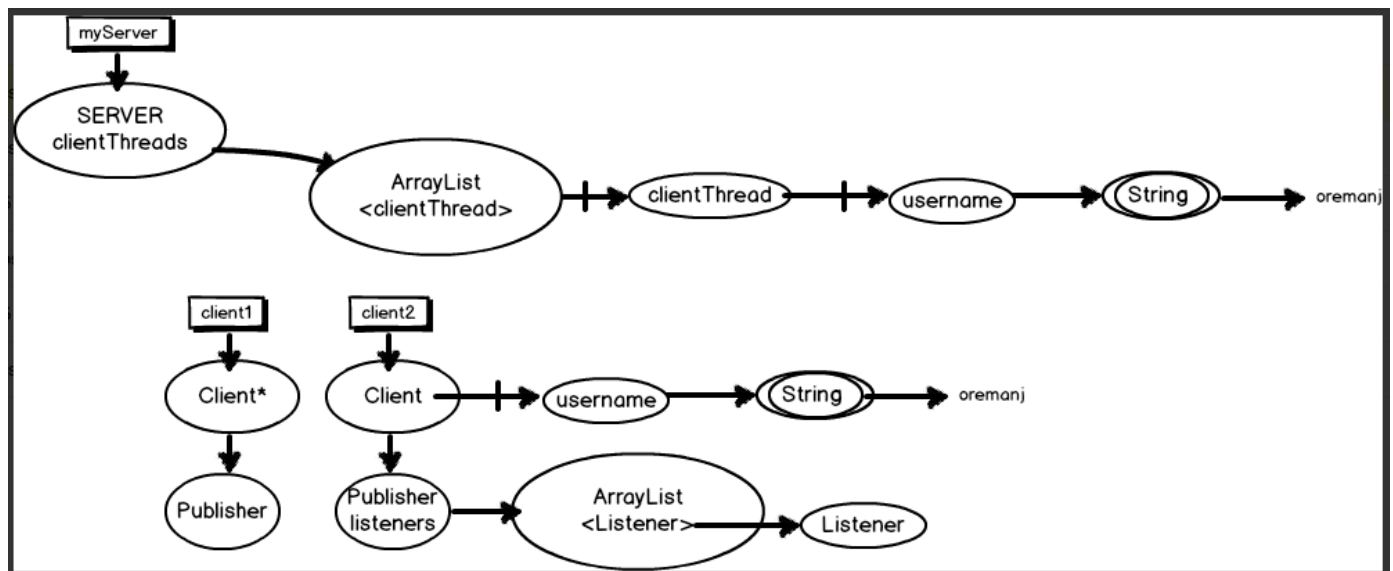 myServer
SERVER
clientThreads
ArrayList
<clientThread>
clientThread
username
String
oremanj
client1
client2
Client*
Client
username
String
oremanj
Publisher
Publisher
listeners
ArrayList
<Listener>
Listener